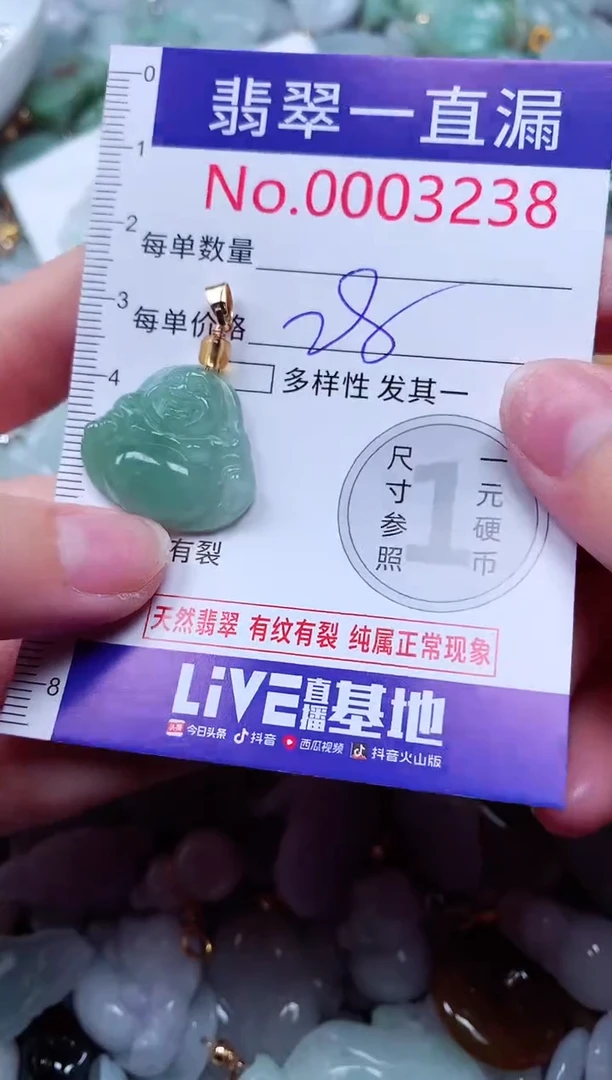 0
翡翠一直漏
1
No.0003238
2
每单数量
3
每单价格 28
4
多样性 发其一
尺寸参照
1
一元硬币
有裂
天然翡翠 有纹有裂 纯属正常现象
8
LiVE直播基地
头条 今日头条 抖音 西瓜视频 抖音火山版